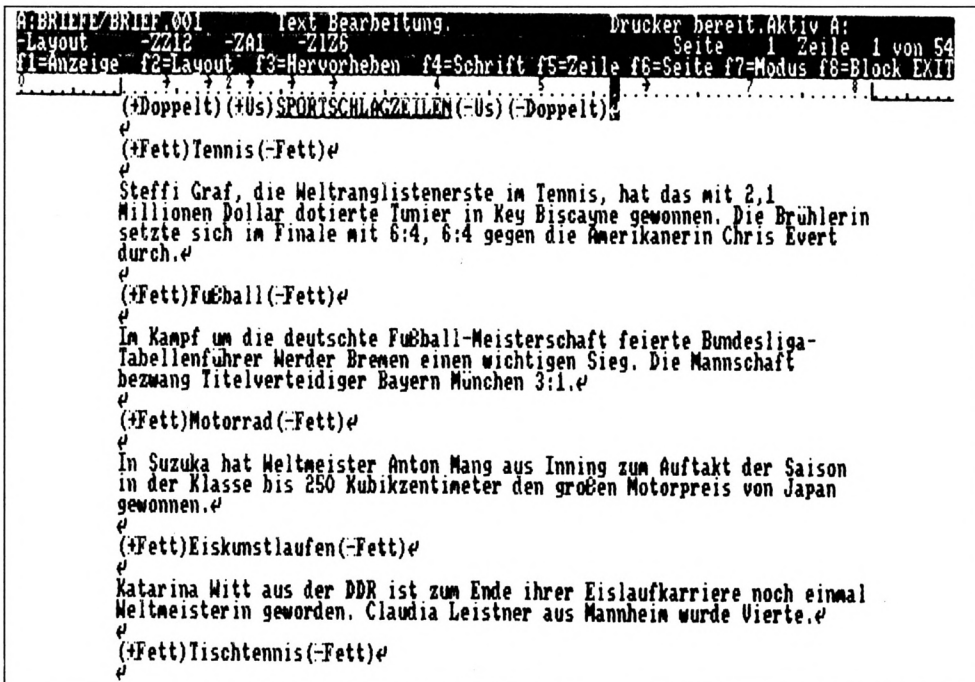 A:BRIEFE/BRIEF.001 Text Bearbeitung. Drucker bereit.Aktiv A:
-Layout -ZZ12 -ZA1 -Z1Z6 Seite 1 Zeile 1 von 54
f1=Anzeige f2=Layout f3=Hervorheben f4=Schrift f5=Zeile f6=Seite f7=Modus f8=Block EXIT
(+Doppelt)(+Us)SPORTSCHLAGZEILEN(-Us)(-Doppelt)↵
↵
(+Fett)Tennis(-Fett)↵
↵
Steffi Graf, die Weltranglistenerste im Tennis, hat das mit 2,1
Millionen Dollar dotierte Tunier in Key Biscayne gewonnen. Die Brühlerin
setzte sich im Finale mit 6:4, 6:4 gegen die Amerikanerin Chris Evert
durch.↵
↵
(+Fett)Fußball(-Fett)↵
↵
Im Kampf um die deutschte Fußball-Meisterschaft feierte Bundesliga-
Tabellenführer Werder Bremen einen wichtigen Sieg. Die Mannschaft
bezwang Titelverteidiger Bayern München 3:1.↵
↵
(+Fett)Motorrad(-Fett)↵
↵
In Suzuka hat Weltmeister Anton Mang aus Inning zum Auftakt der Saison
in der Klasse bis 250 Kubikzentimeter den großen Motorpreis von Japan
gewonnen.↵
↵
(+Fett)Eiskunstlaufen(-Fett)↵
↵
Katarina Witt aus der DDR ist zum Ende ihrer Eislaufkarriere noch einmal
Weltmeisterin geworden. Claudia Leistner aus Mannheim wurde Vierte.↵
↵
(+Fett)Tischtennis(-Fett)↵
↵